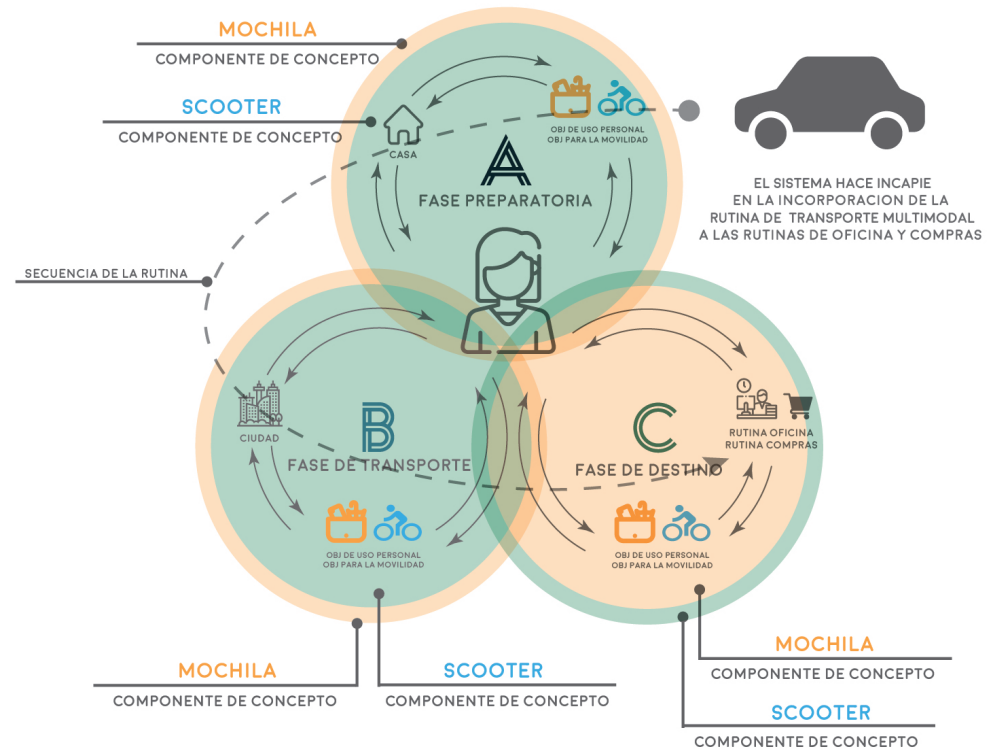 MOCHILA
COMPONENTE DE CONCEPTO
SCOOTER
COMPONENTE DE CONCEPTO
CASA
OBJ DE USO PERSONAL
OBJ PARA LA MOVILIDAD
A
FASE PREPARATORIA
EL SISTEMA HACE INCAPIE
EN LA INCORPORACION DE LA
RUTINA DE TRANSPORTE MULTIMODAL
A LAS RUTINAS DE OFICINA Y COMPRAS
SECUENCIA DE LA RUTINA
CIUDAD
B
FASE DE TRANSPORTE
OBJ DE USO PERSONAL
OBJ PARA LA MOVILIDAD
C
FASE DE DESTINO
RUTINA OFICINA
RUTINA COMPRAS
OBJ DE USO PERSONAL
OBJ PARA LA MOVILIDAD
MOCHILA
COMPONENTE DE CONCEPTO
SCOOTER
COMPONENTE DE CONCEPTO
MOCHILA
COMPONENTE DE CONCEPTO
SCOOTER
COMPONENTE DE CONCEPTO